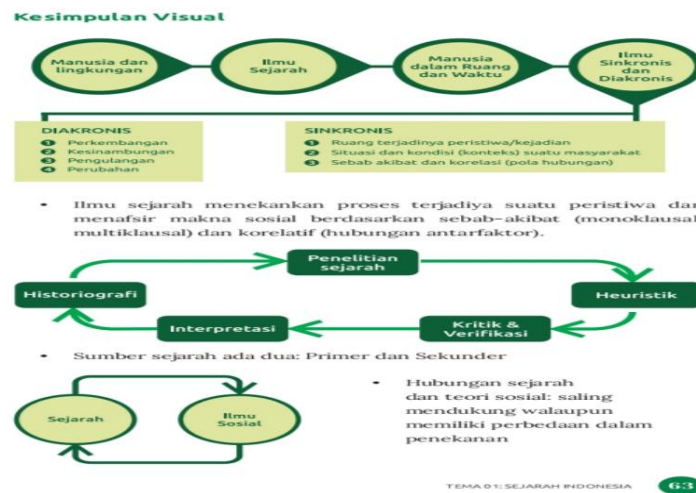 Kesimpulan Visual
Manusia dan
lingkungan
Ilmu
Sejarah
Manusia
dalam Ruang
dan Waktu
Ilmu
Sinkronis
dan
Diakronis
DIAKRONIS
1 Perkembangan
2 Kesinambungan
3 Pengulangan
4 Perubahan
SINKRONIS
1 Ruang terjadinya peristiwa/kejadian
2 Situasi dan kondisi (konteks) suatu masyarakat
3 Sebab akibat dan korelasi (pola hubungan)
• Ilmu sejarah menekankan proses terjadiya suatu peristiwa dan
menafsir makna sosial berdasarkan sebab-akibat (monoklausal
multiklausal) dan korelatif (hubungan antarfaktor).
Penelitian
sejarah
Historiografi
Heuristik
Interpretasi
Kritik &
Verifikasi
• Sumber sejarah ada dua: Primer dan Sekunder
Sejarah
Ilmu
Sosial
• Hubungan sejarah
dan teori sosial: saling
mendukung walaupun
memiliki perbedaan dalam
penekanan
TEMA 01: SEJARAH INDONESIA 63